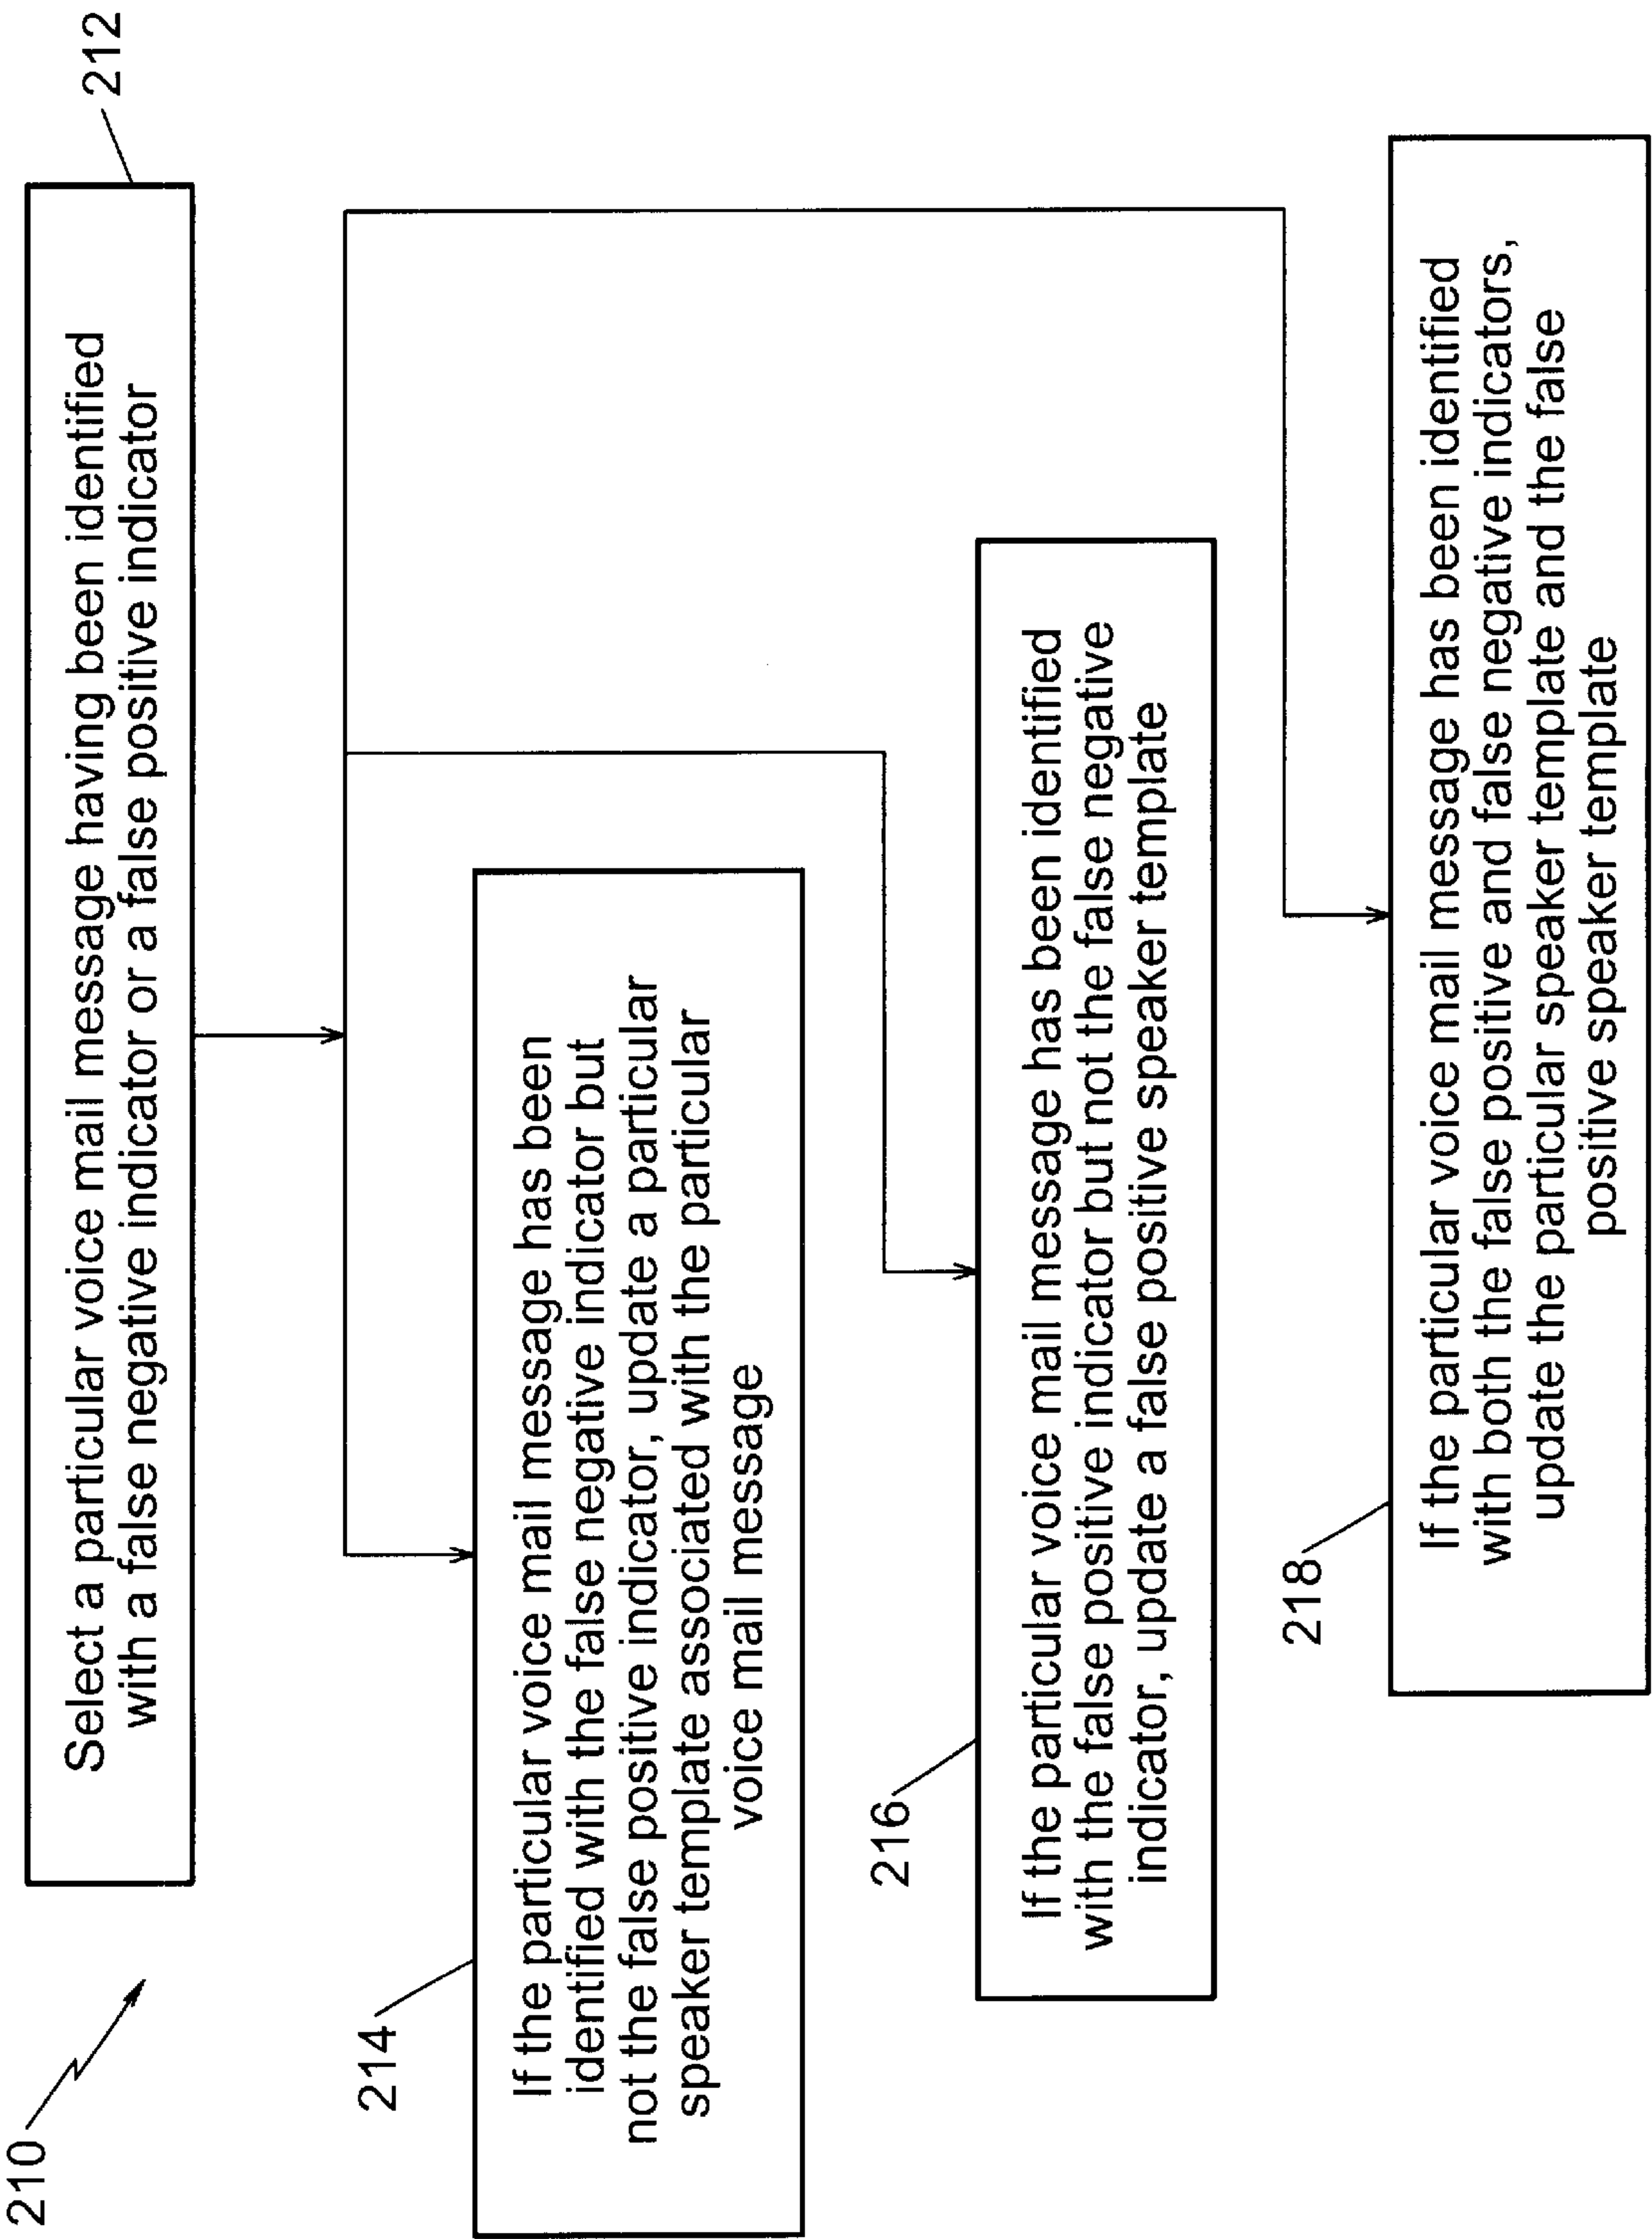 210
212
Select a particular voice mail message having been identified
with a false negative indicator or a false positive indicator
214
If the particular voice mail message has been
identified with the false negative indicator but
not the false positive indicator, update a particular
speaker template associated with the particular
voice mail message
216
If the particular voice mail message has been identified
with the false positive indicator but not the false negative
indicator, update a false positive speaker template
218
If the particular voice mail message has been identified
with both the false positive and false negative indicators,
update the particular speaker template and the false
positive speaker template